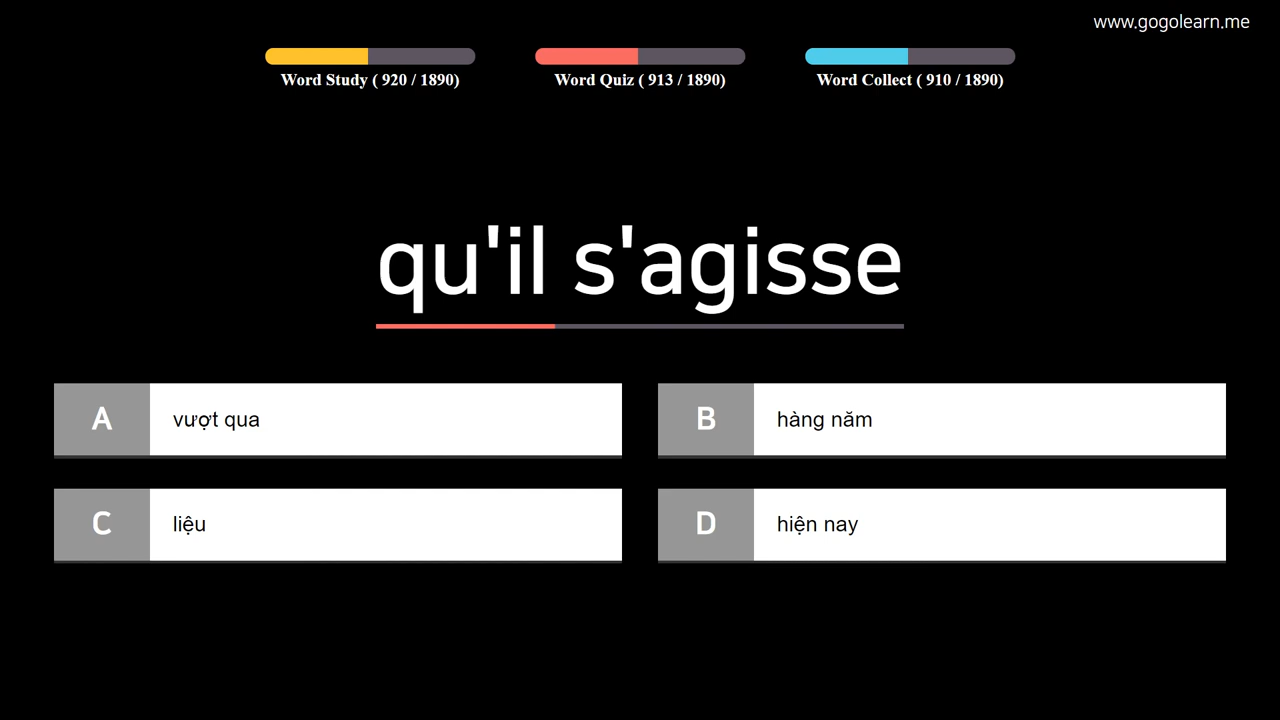 www.gogolearn.me
Word Study ( 920 / 1890)
Word Quiz ( 913 / 1890)
Word Collect ( 910 / 1890)
qu'il s'agisse
A vượt qua
B hàng năm
C liệu
D hiện nay